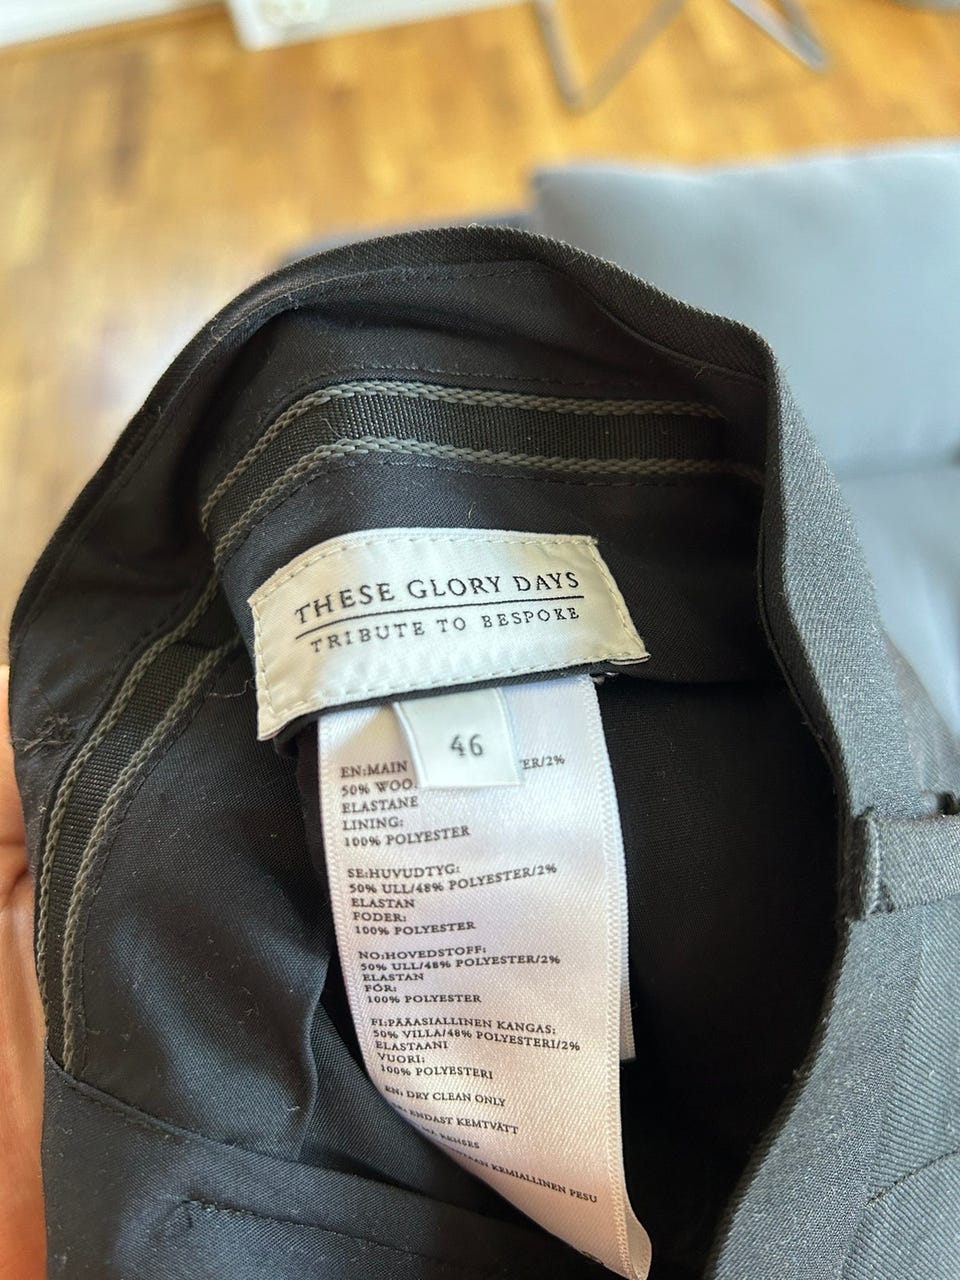 THESE GLORY DAYS
TRIBUTE TO BESPOKE
46
EN:MAIN ER/2%
50% WOO
ELASTANE
LINING:
100% POLYESTER
SE:HUVUDTYG:
50% ULL/48% POLYESTER/2%
ELASTAN
FODER:
100% POLYESTER
NO:HOVEDSTOFF:
50% ULL/48% POLYESTER/2%
ELASTAN
FÔR:
100% POLYESTER
FI:PÄÄASIALLINEN KANGAS:
50% VILLA/48% POLYESTERI/2%
ELASTAANI
VUORI:
100% POLYESTERI
EN: DRY CLEAN ONLY
ENDAST KEMTVÄTT
RENSES
KEMIALLINEN PESU